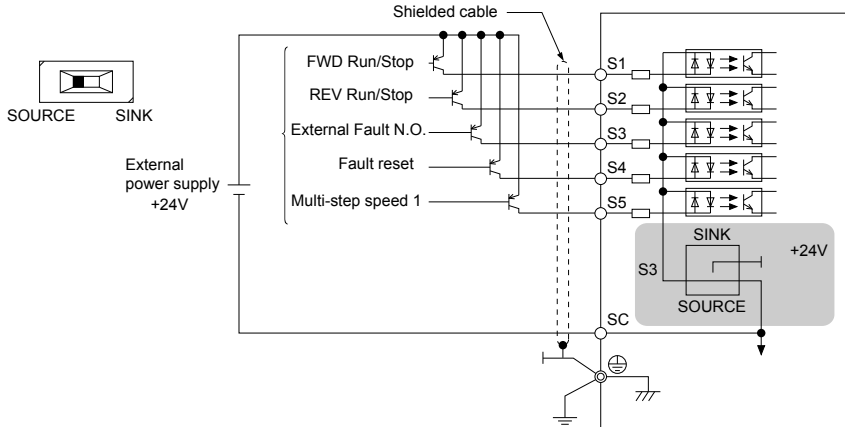 Shielded cable
SOURCE SINK
FWD Run/Stop
REV Run/Stop
External Fault N.O.
Fault reset
Multi-step speed 1
External
power supply
+24V
S1
S2
S3
S4
S5
SINK
+24V
S3
SOURCE
SC